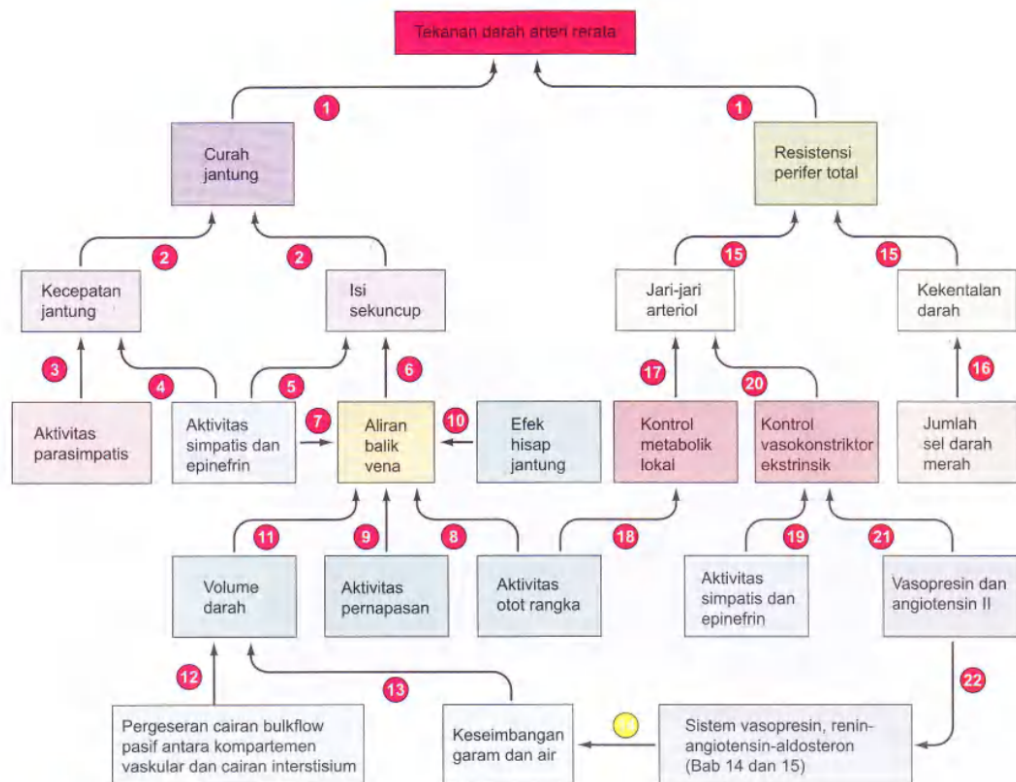 Tekanan darah arteri rerata
1
1
Curah
jantung
Resistensi
perifer total
2
2
15
15
Kecepatan
jantung
Isi
sekuncup
Jari-jari
arteriol
Kekentalan
darah
3
4
5
6
17
20
16
Aktivitas
parasimpatis
Aktivitas
simpatis dan
epinefrin
7
Aliran
balik
vena
10
Efek
hisap
jantung
Kontrol
metabolik
lokal
Kontrol
vasokonstriktor
ekstrinsik
Jumlah
sel darah
merah
11
9
8
18
19
21
Volume
darah
Aktivitas
pernapasan
Aktivitas
otot rangka
Aktivitas
simpatis dan
epinefrin
Vasopresin dan
angiotensin II
12
13
22
Pergeseran cairan bulkflow
pasif antara kompartemen
vaskular dan cairan interstisium
Keseimbangan
garam dan air
Sistem vasopresin, renin-
angiotensin-aldosteron
(Bab 14 dan 15)